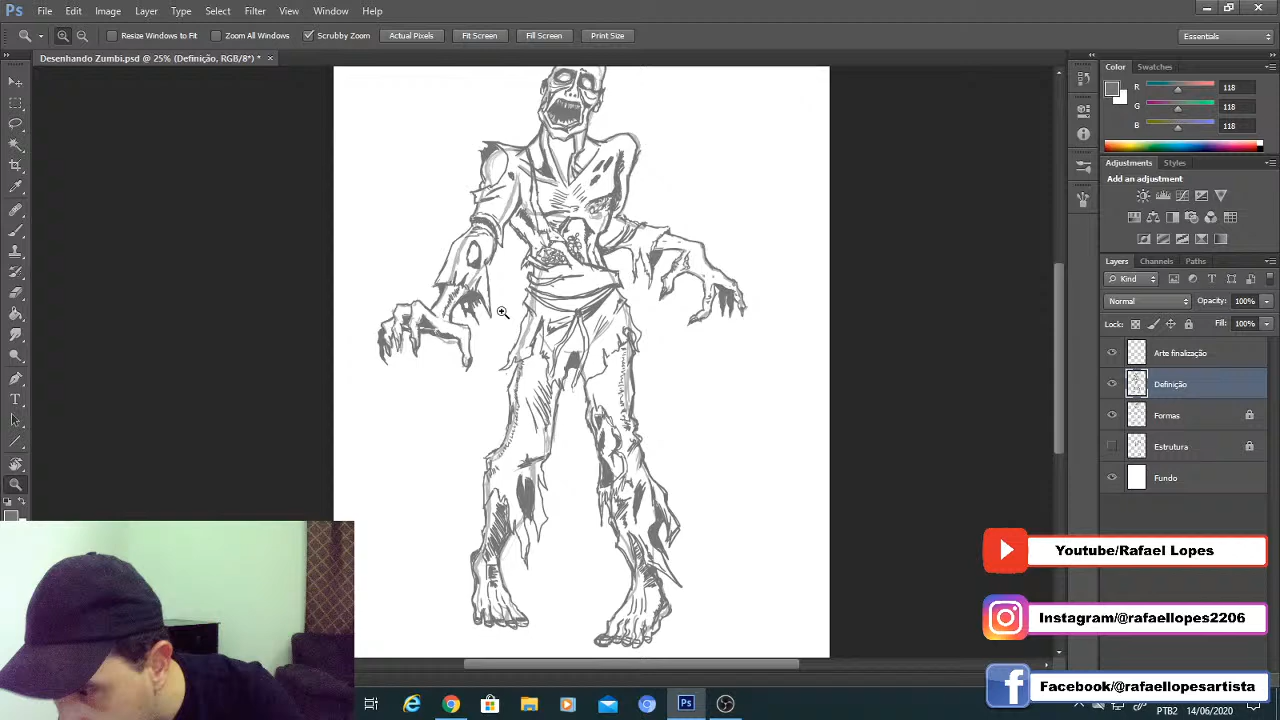 Ps File Edit Image Layer Type Select Filter View Window Help
Resize Windows to Fit Zoom All Windows Scrubby Zoom Actual Pixels Fit Screen Fill Screen Print Size Essentials
Desenhando Zumbi.psd @ 25% (Definição, RGB/8*) * ×
Color Swatches
R 118
G 118
B 118
Adjustments Styles
Add an adjustment
Layers Channels Paths
Kind
Normal Opacity: 100%
Lock: Fill: 100%
Arte finalização
Definição
Formas
Estrutura
Fundo
Youtube/Rafael Lopes
Instagram/@rafaellopes2206
Facebook/@rafaellopesartista
PTB2 14/06/2020